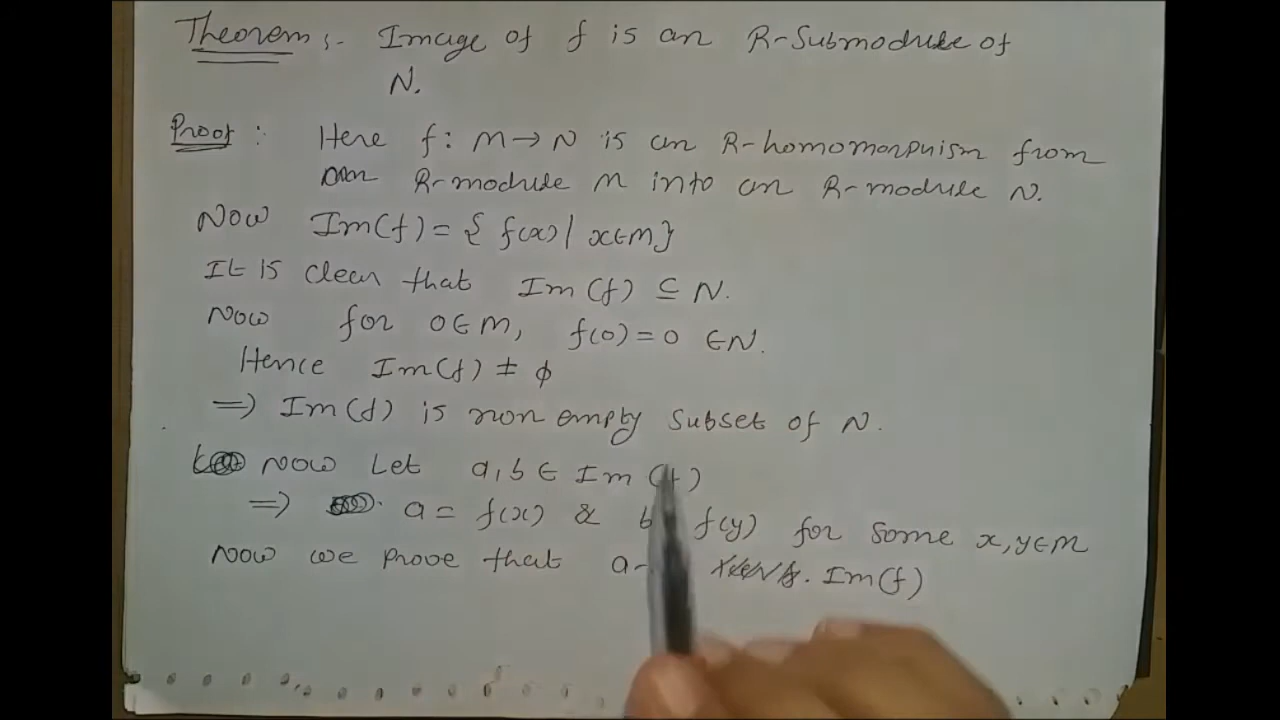 Theorem :- Image of f is an R-Submodule of
N.
Proof : Here f: M → N is an R-homomorphism from
an R-module M into an R-module N.
Now Im(f) = { f(x) / x∈M}
It is clear that Im(f) ⊆ N.
Now for 0∈M, f(0)=0 ∈N.
Hence Im(f) ≠ ϕ
=> Im(f) is non empty subset of N.
Now Let a,b ∈ Im(f)
=> a = f(x) & b f(y) for some x,y∈M
Now we prove that a- Im(f)